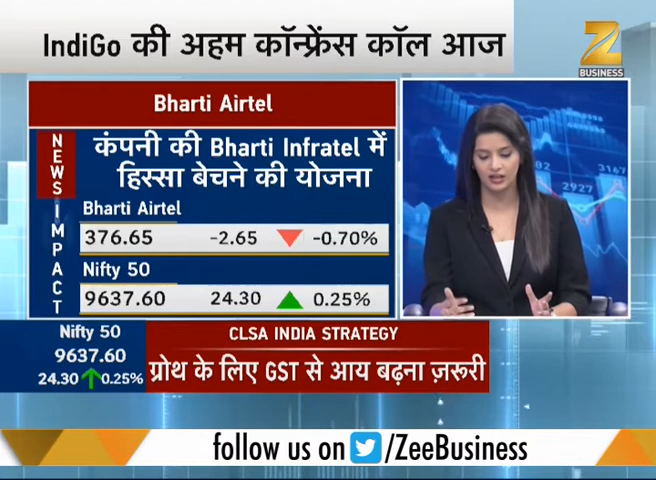 IndiGo की अहम कॉन्फ्रेंस कॉल आज
Z
BUSINESS
Bharti Airtel
NEWS IMPACT
कंपनी की Bharti Infratel में
हिस्सा बेचने की योजना
Bharti Airtel
376.65 -2.65 -0.70%
Nifty 50
9637.60 24.30 0.25%
2927
3167
Nifty 50
9637.60
24.30 0.25%
CLSA INDIA STRATEGY
ग्रोथ के लिए GST से आय बढ़ना ज़रूरी
follow us on /ZeeBusiness